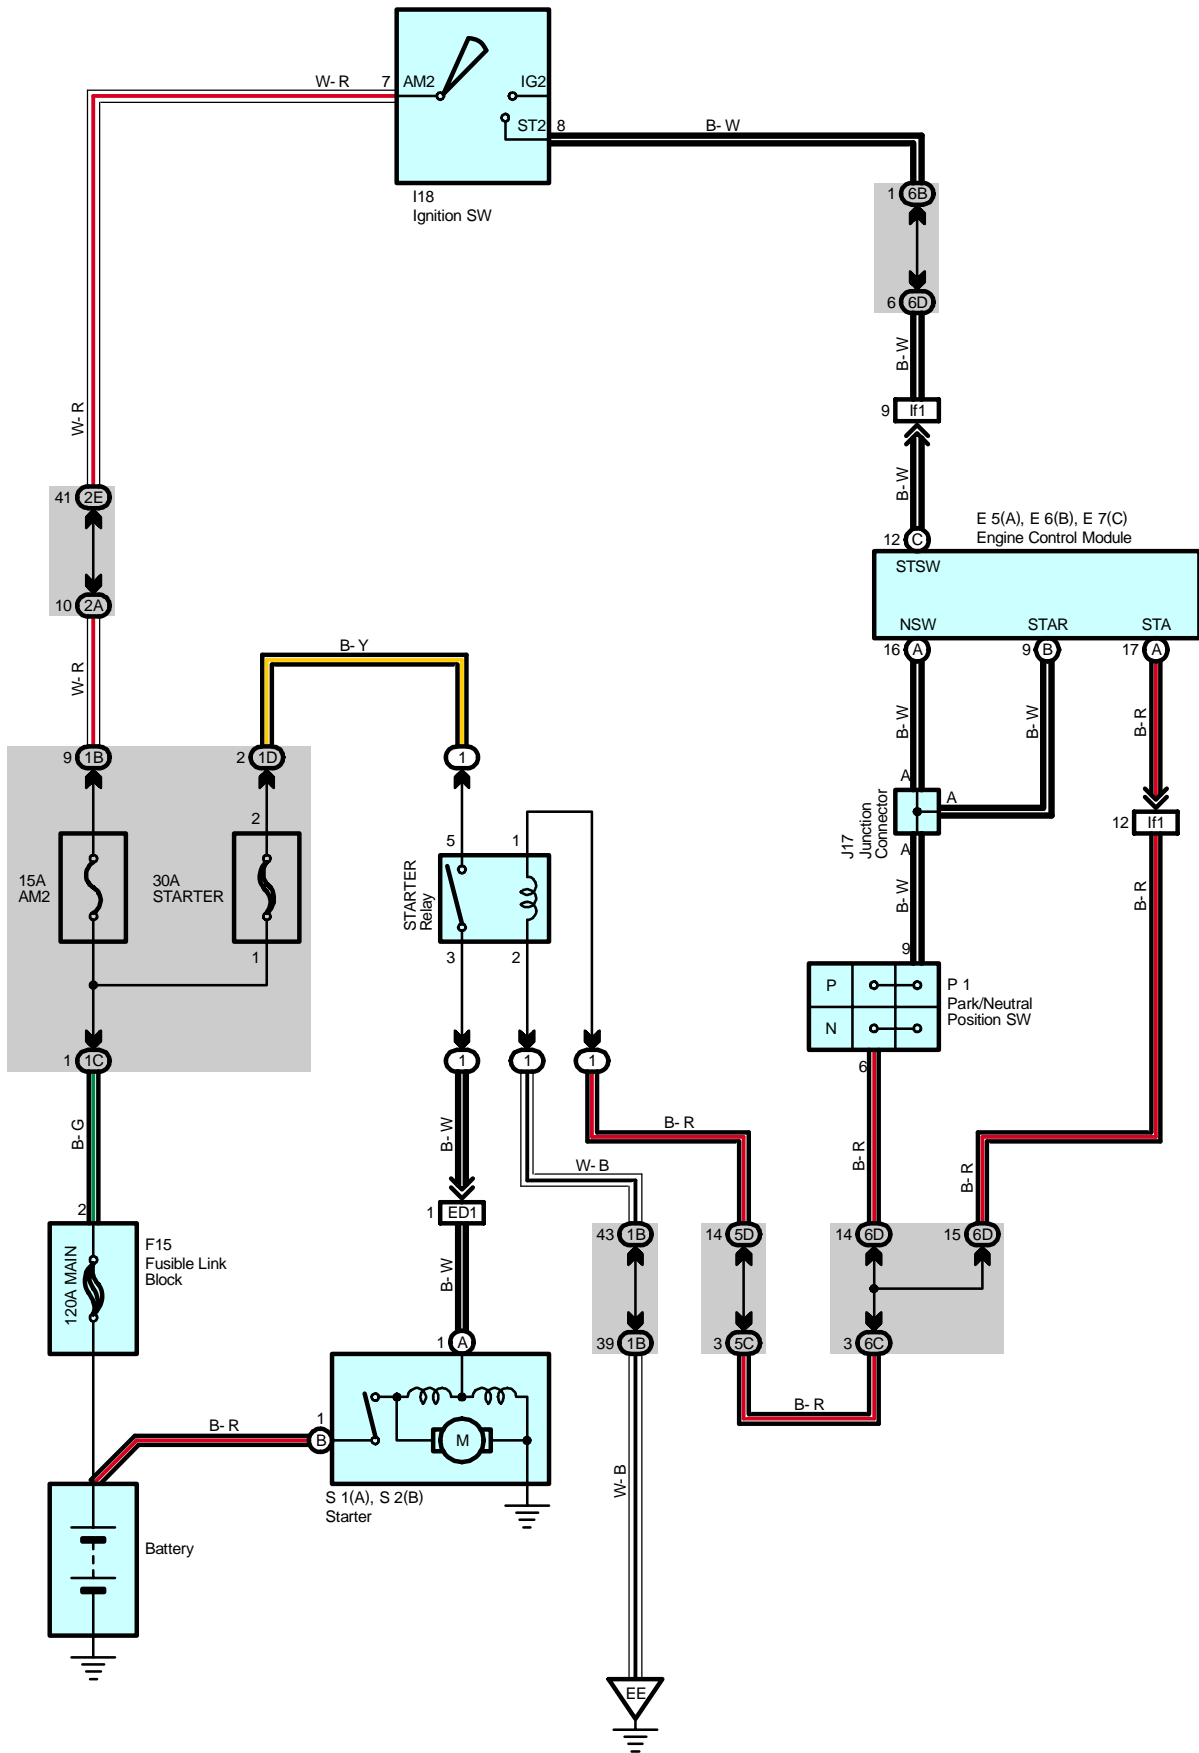 W- R
7
AM2
IG2
ST2
8
B- W
I18
Ignition SW
1
6B
6
6D
B- W
9
If1
B- W
W- R
41
2E
10
2A
W- R
E 5(A), E 6(B), E 7(C)
Engine Control Module
12
C
STSW
NSW
STAR
STA
16
A
9
B
17
A
B- Y
B- W
B- W
B- R
9
1B
2
1D
1
A
A
J17
Junction
Connector
A
12
If1
2
15A
AM2
30A
STARTER
1
5
1
STARTER
Relay
3
2
B- W
B- R
9
P
N
P 1
Park/Neutral
Position SW
6
1
1C
1
1
1
B- G
B- W
B- R
W- B
B- R
B- R
2
1
ED1
43
1B
14
5D
14
6D
15
6D
120A MAIN
F15
Fusible Link
Block
B- W
1
A
39
1B
3
5C
3
6C
B- R
B- R
1
B
M
S 1(A), S 2(B)
Starter
W- B
Battery
EE